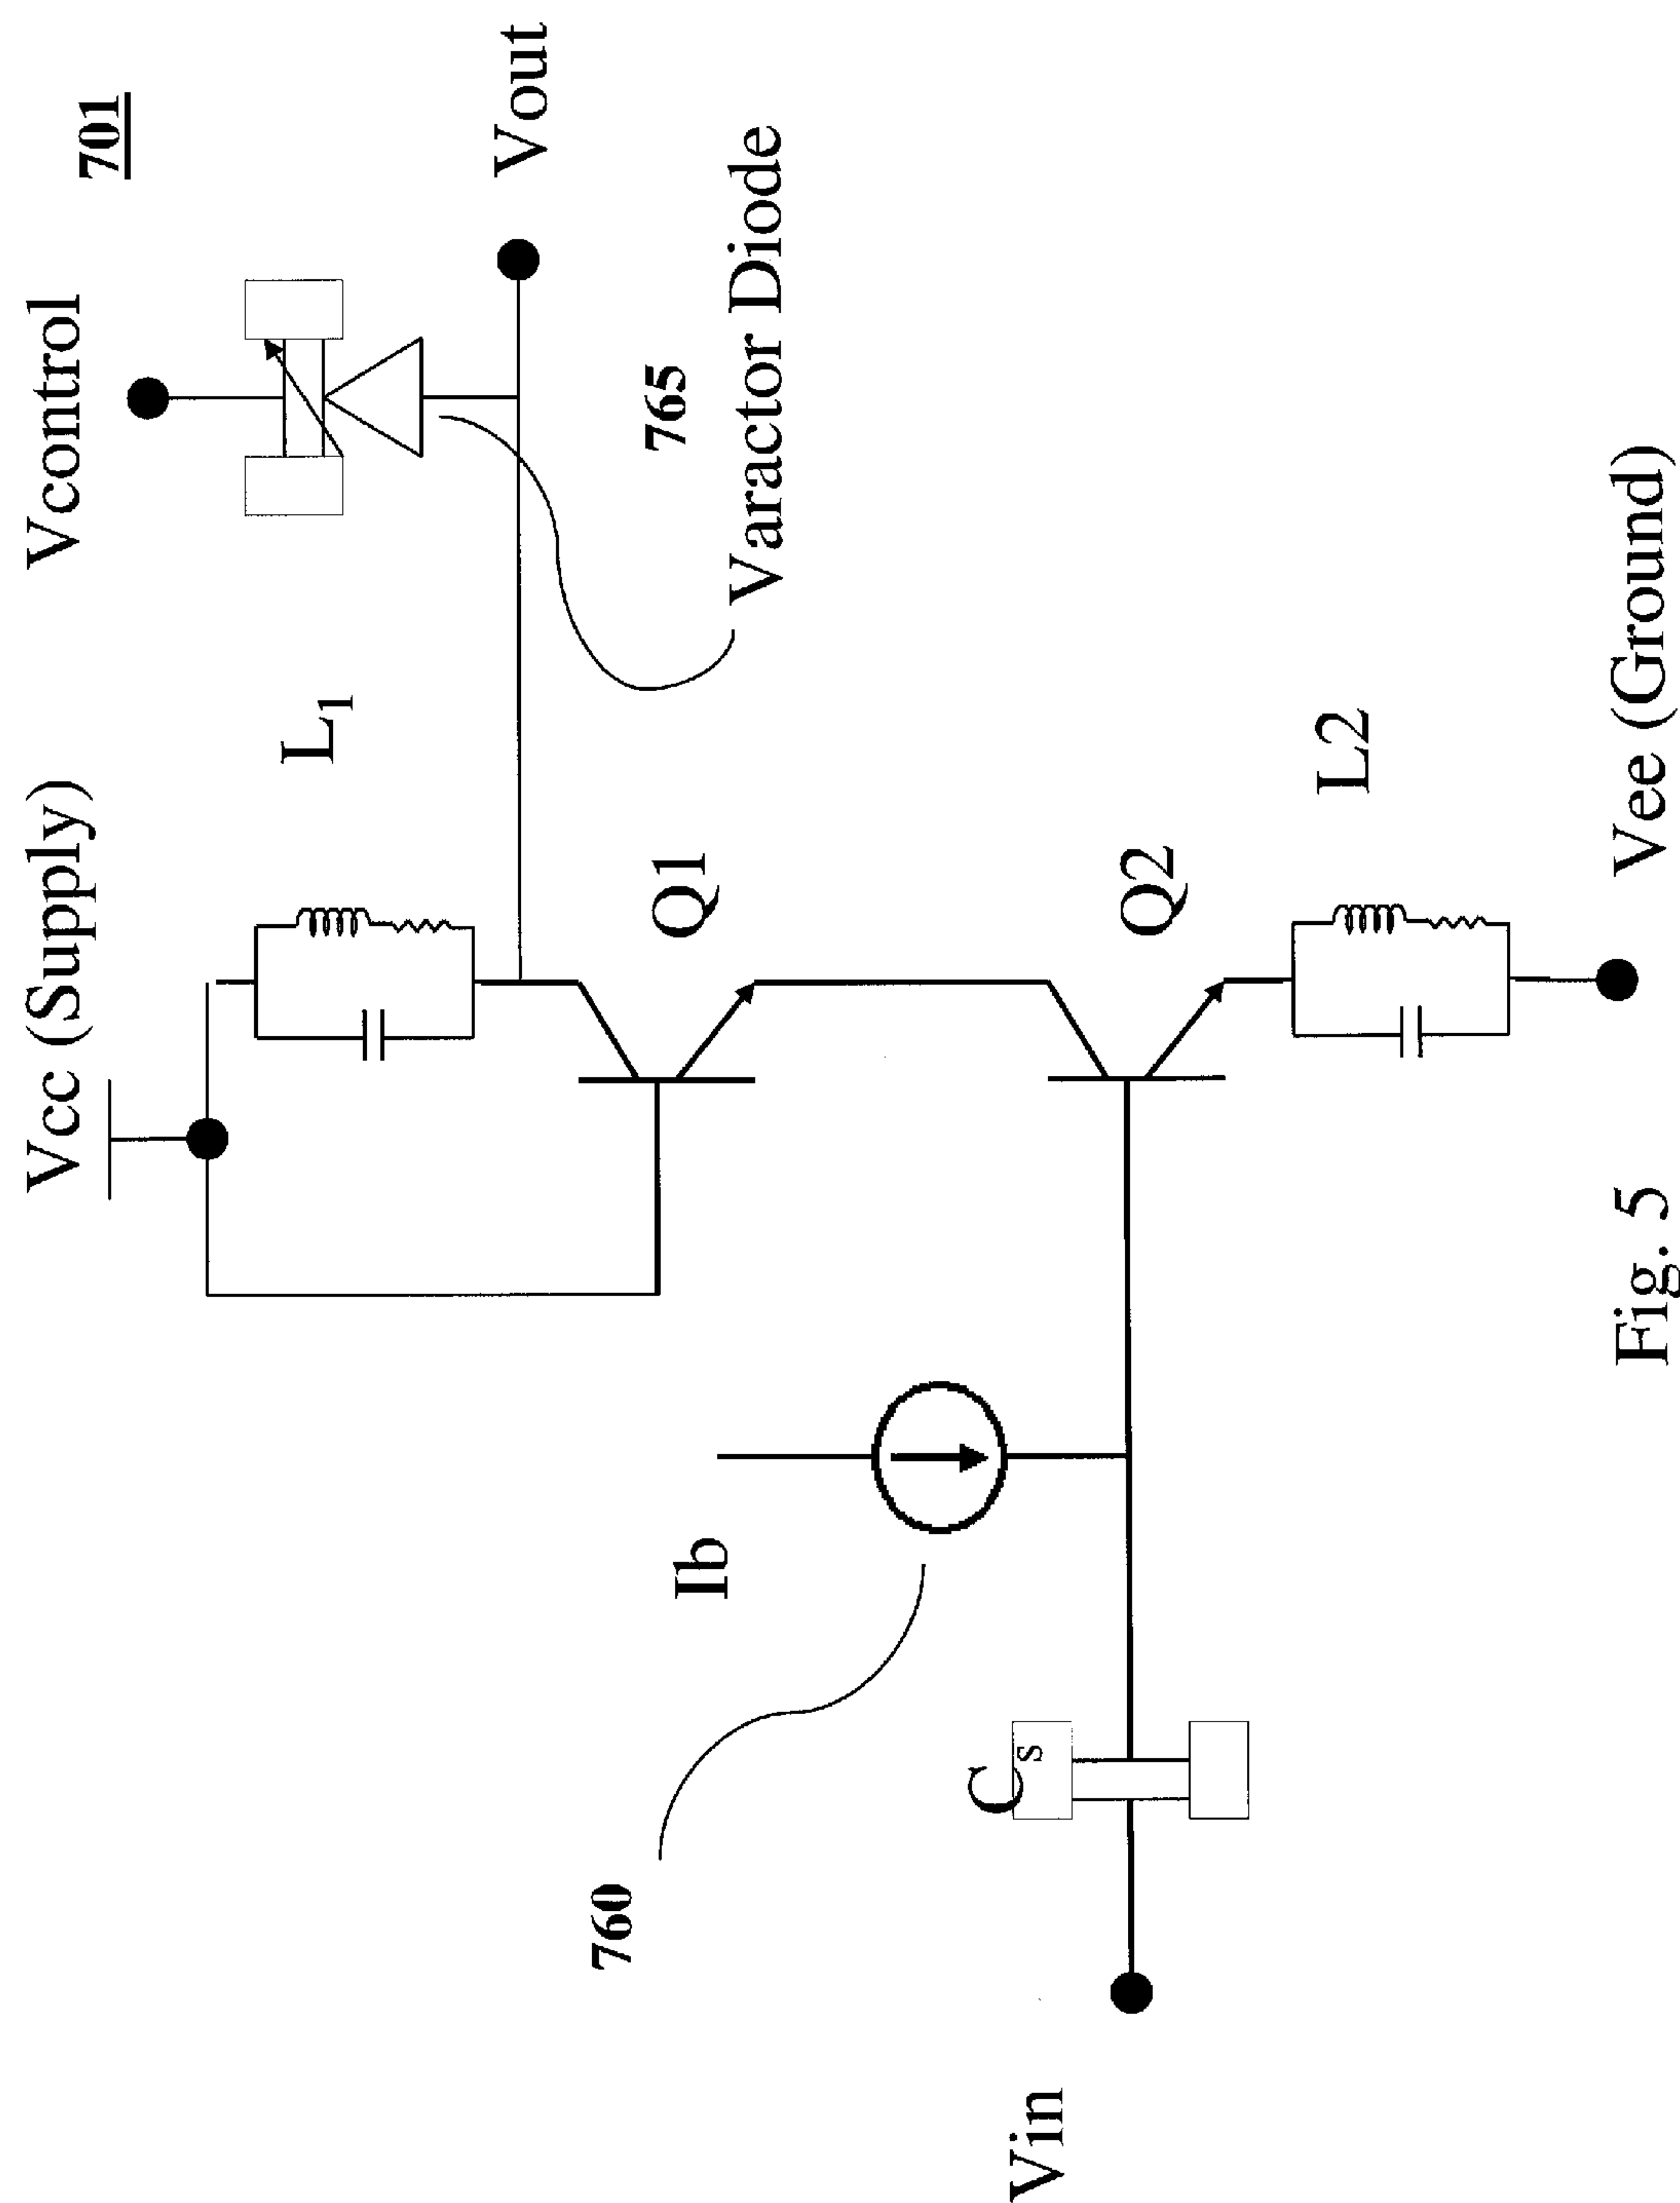 701
Vcc (Supply)
Vcontrol
L1
Vout
765
Varactor Diode
Q1
Ib
760
Cs
Q2
Vin
L2
Vee (Ground)
Fig. 5